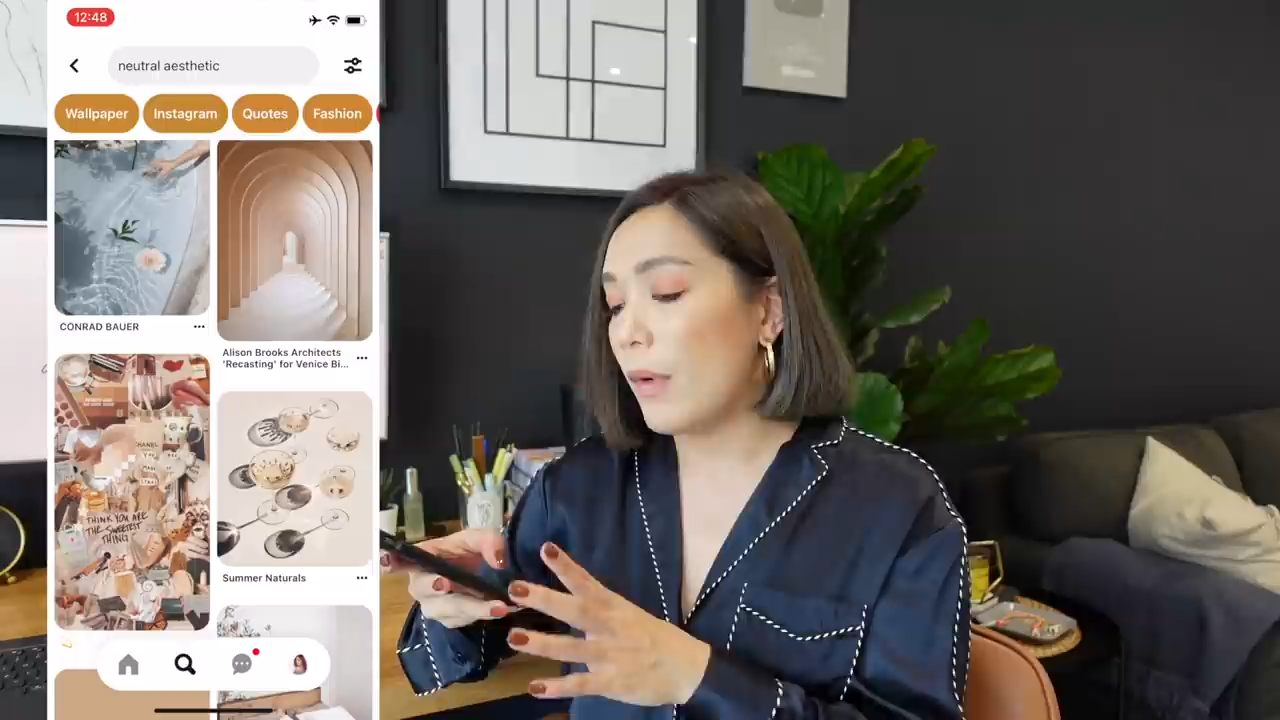 12:48
neutral aesthetic
Wallpaper
Instagram
Quotes
Fashion
CONRAD BAUER
Alison Brooks Architects
'Recasting' for Venice Bi...
CHANEL
THINK YOU ARE
THE SWEETEST
THING
Summer Naturals